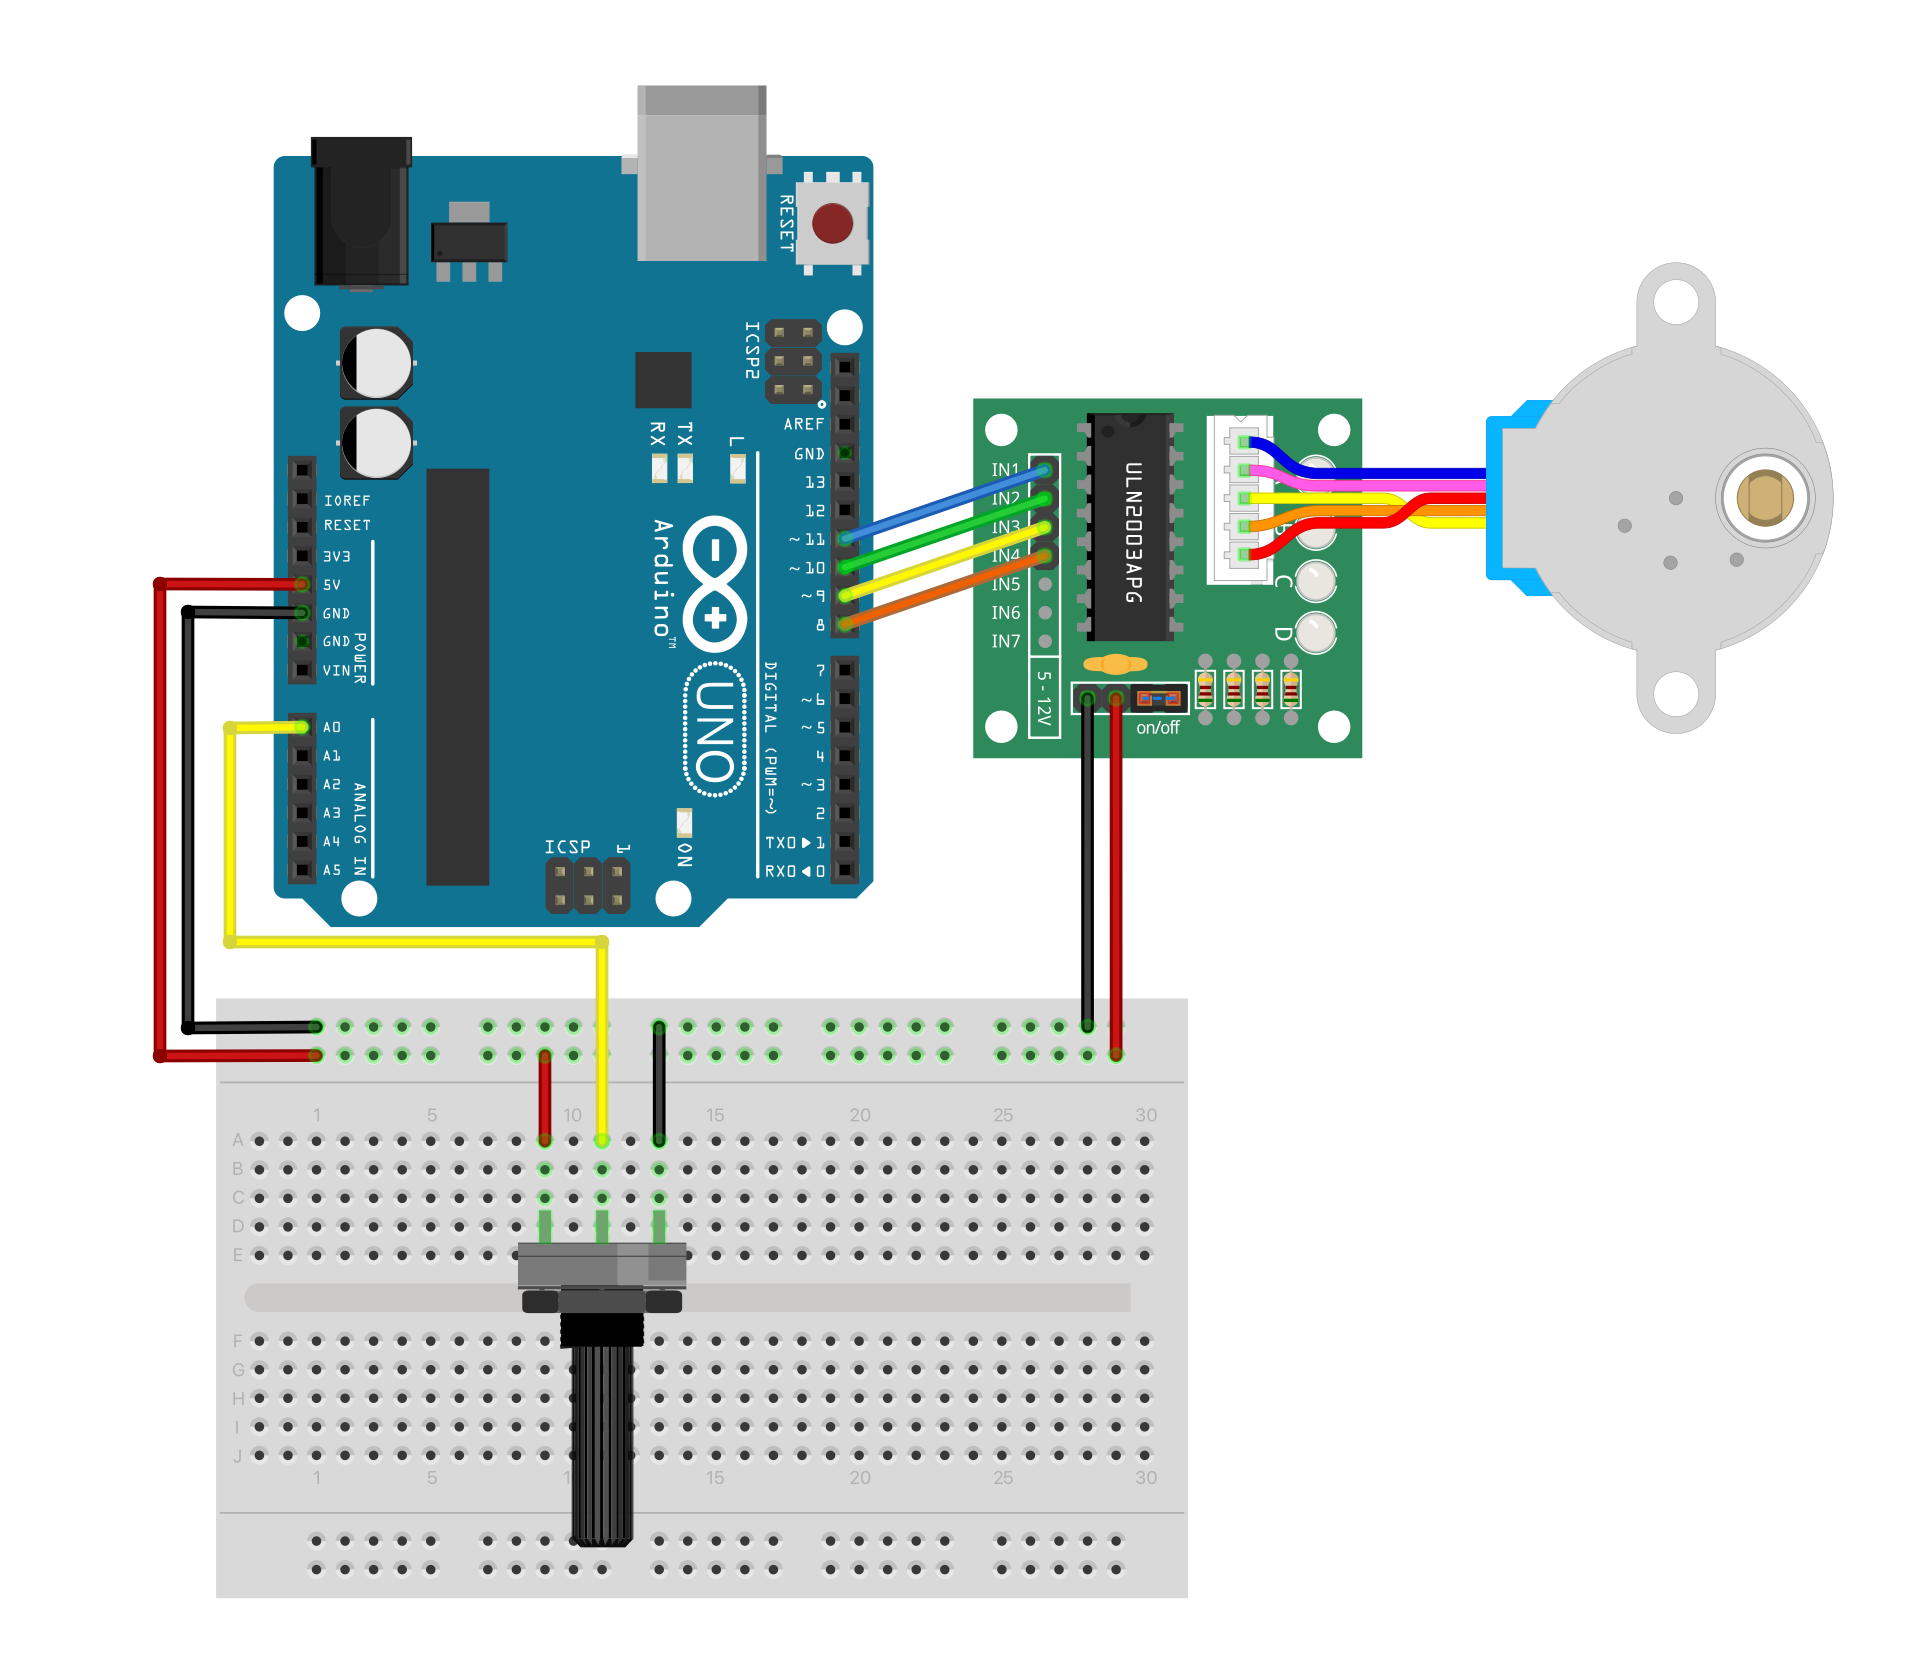 RESET
ICSP2
AREF
GND
13
12
~11
~10
~9
8
RX
TX
L
Arduino™
UNO
IOREF
RESET
3V3
5V
GND
GND
VIN
POWER
A0
A1
A2
A3
A4
A5
ANALOG IN
7
~6
~5
4
~3
2
TX0▶1
RX0◀0
DIGITAL (PWM=~)
ICSP
1
ON
IN1
IN2
IN3
IN4
IN5
IN6
IN7
5-12V
ULN2003APG
on/off
C
D
1 5 10 15 20 25 30
A
B
C
D
E
F
G
H
I
J
1 5 15 20 25 30